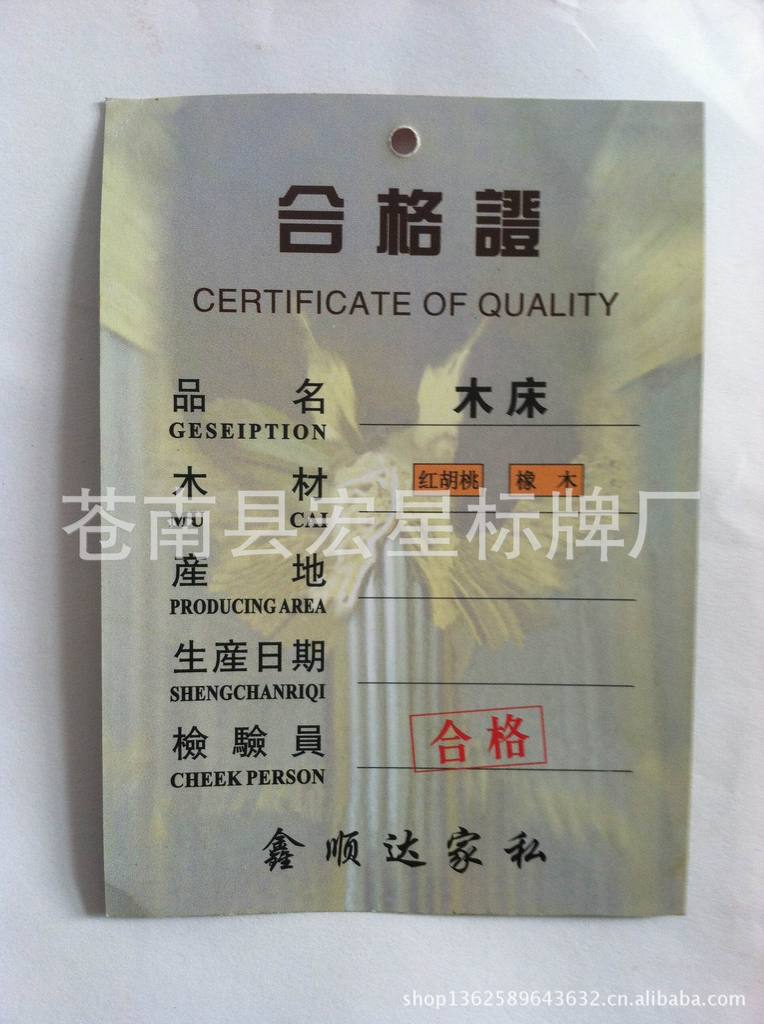 合格證
CERTIFICATE OF QUALITY
品名 木床
GESEIPTION
木材 红胡桃 橡木
MU CAI
苍南县宏星标牌厂
産地
PRODUCING AREA
生産日期
SHENGCHANRIQI
檢驗員 合格
CHEEK PERSON
鑫顺达家私
shop1362589643632.cn.alibaba.com